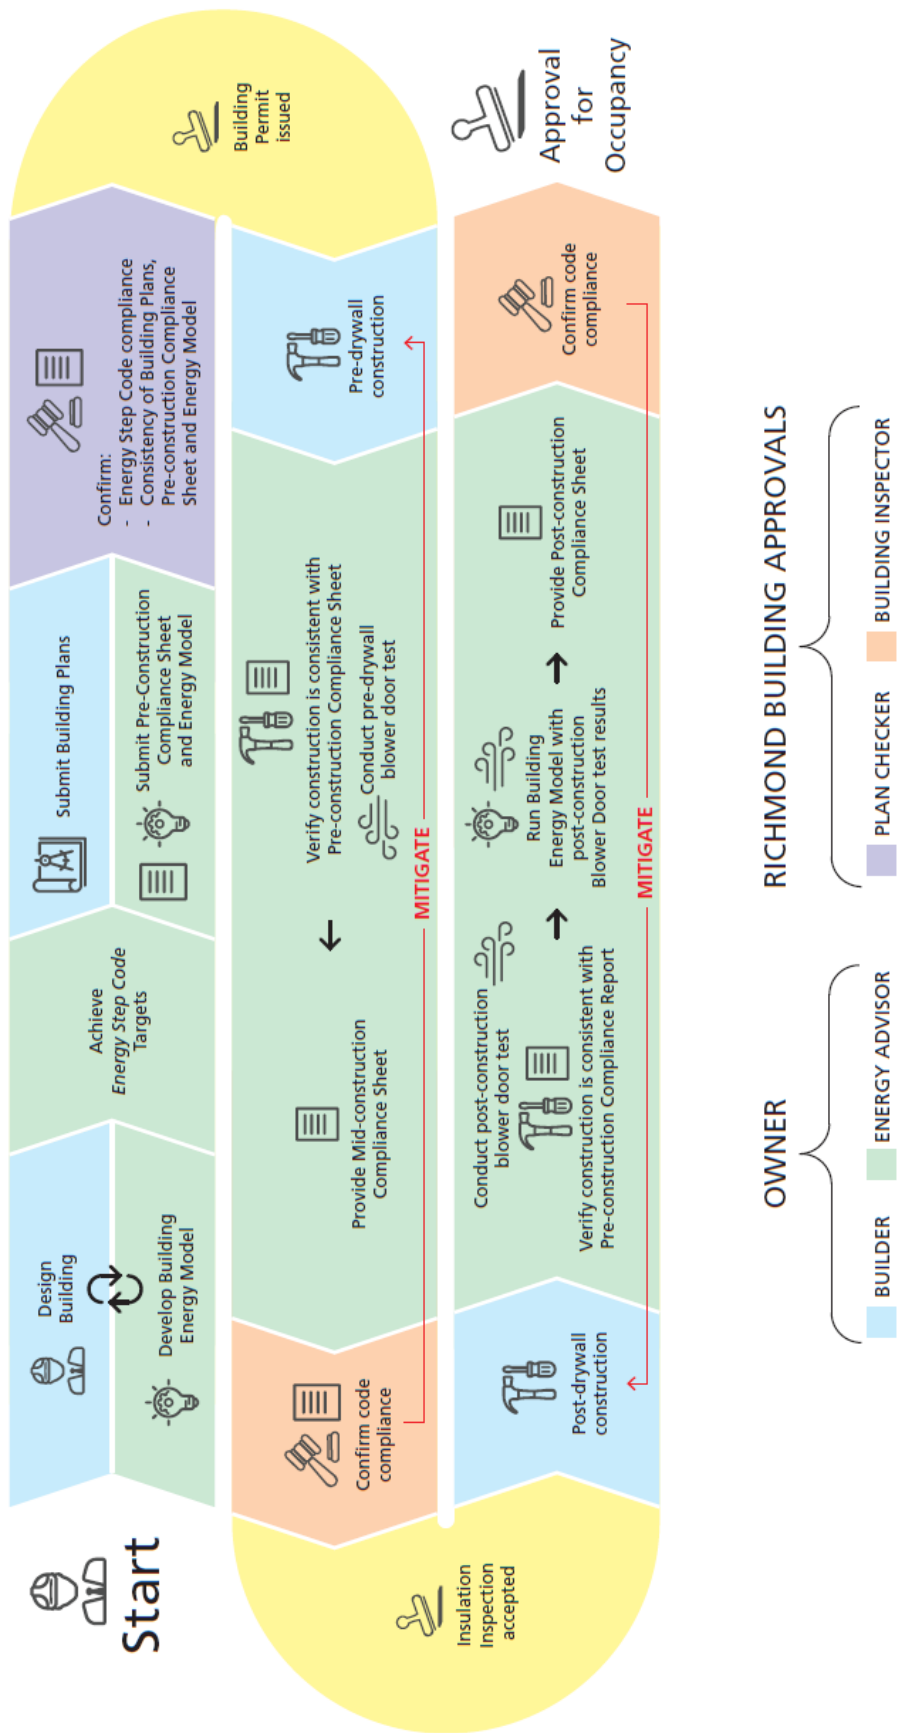 Start
Design
Building
Develop Building
Energy Model
Achieve
Energy Step Code
Targets
Submit Building Plans
Submit Pre-Construction
Compliance Sheet
and Energy Model
Confirm:
- Energy Step Code compliance
- Consistency of Building Plans,
Pre-construction Compliance
Sheet and Energy Model
Building
Permit
issued
Pre-drywall
construction
Verify construction is consistent with
Pre-construction Compliance Sheet
Conduct pre-drywall
blower door test
Provide Mid-construction
Compliance Sheet
Confirm code
compliance
MITIGATE
Insulation
Inspection
accepted
Post-drywall
construction
Conduct post-construction
blower door test
Verify construction is consistent with
Pre-construction Compliance Report
Run Building
Energy Model with
post-construction
Blower Door test results
Provide Post-construction
Compliance Sheet
Confirm code
compliance
MITIGATE
Approval
for
Occupancy
OWNER
BUILDER
ENERGY ADVISOR
RICHMOND BUILDING APPROVALS
PLAN CHECKER
BUILDING INSPECTOR